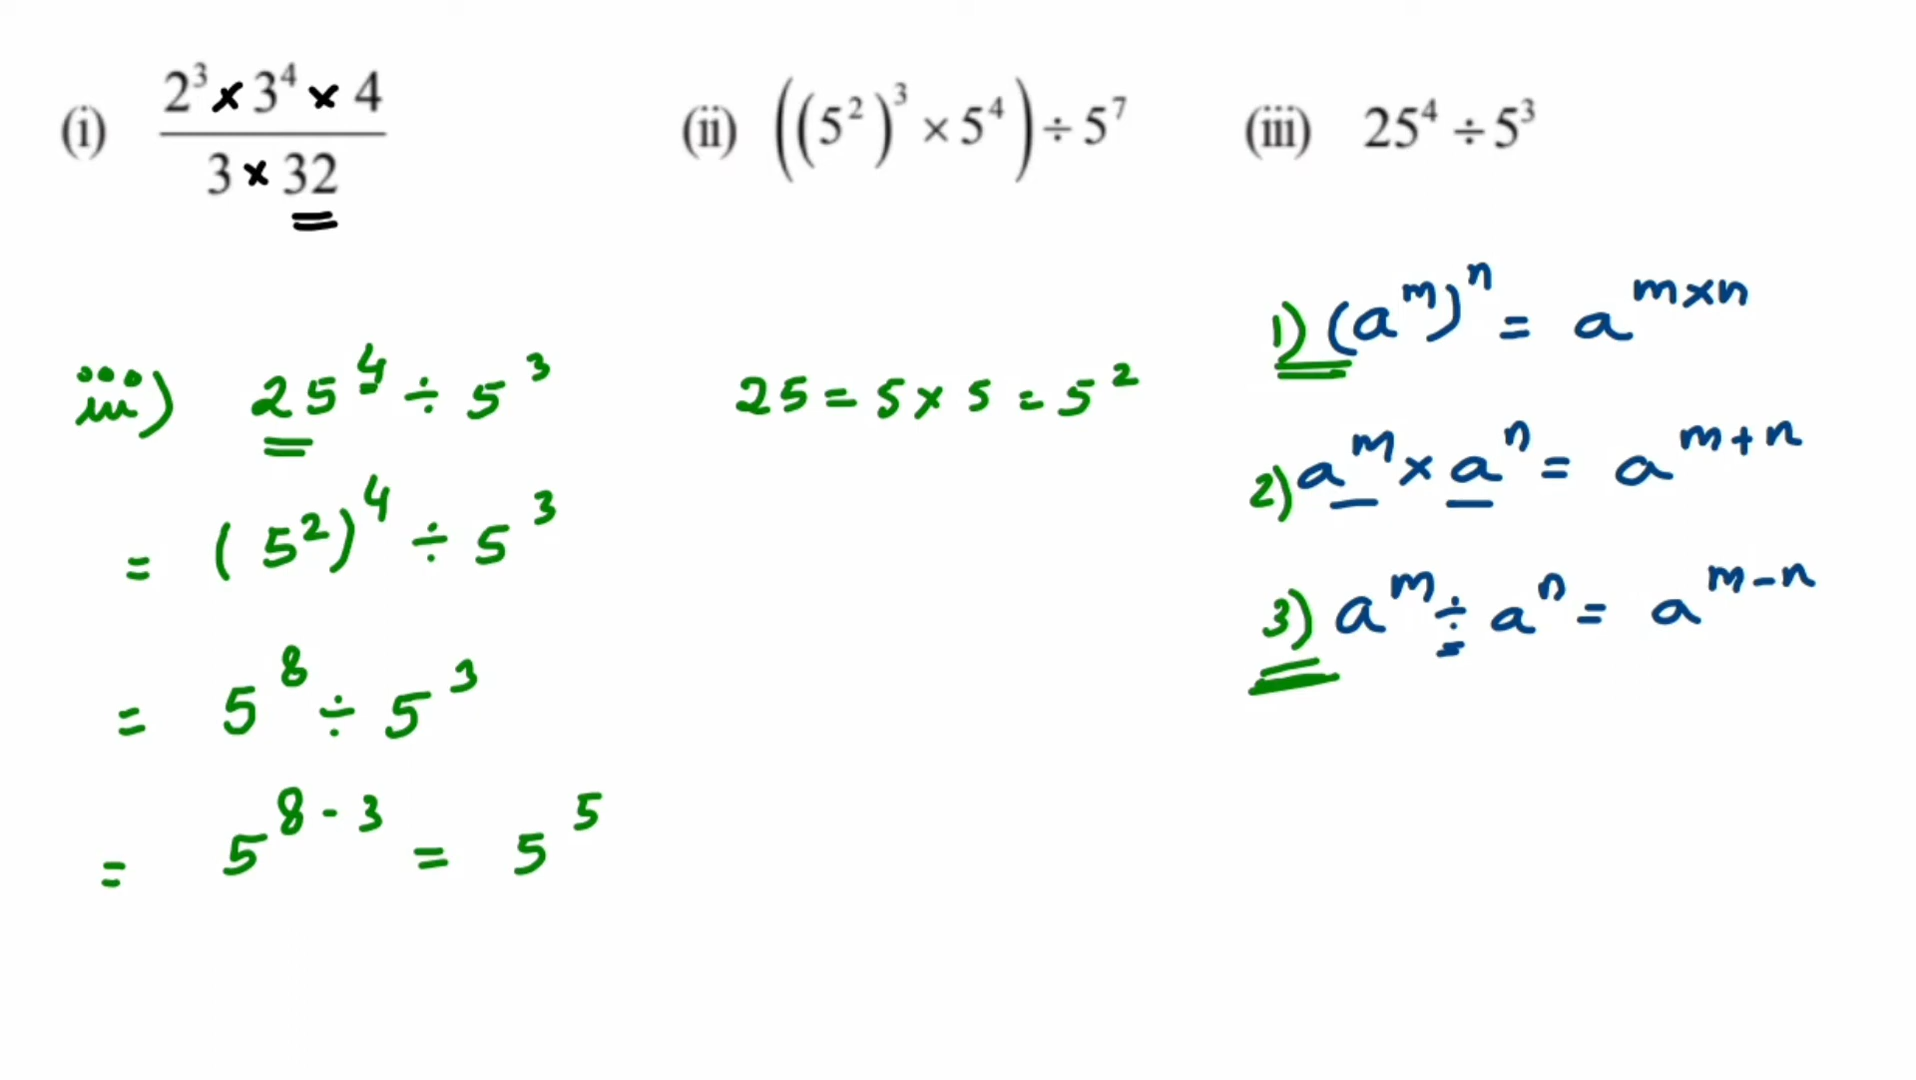 (i) (2³ × 3⁴ × 4) / (3 × 32) (ii) ((5²)³ × 5⁴) ÷ 5⁷ (iii) 25⁴ ÷ 5³
1) (aᵐ)ⁿ = aᵐˣⁿ
iii) 25⁴ ÷ 5³ 25 = 5 × 5 = 5²
2) aᵐ × aⁿ = aᵐ⁺ⁿ
= (5²)⁴ ÷ 5³
3) aᵐ ÷ aⁿ = aᵐ⁻ⁿ
= 5⁸ ÷ 5³
= 5⁸⁻³ = 5⁵